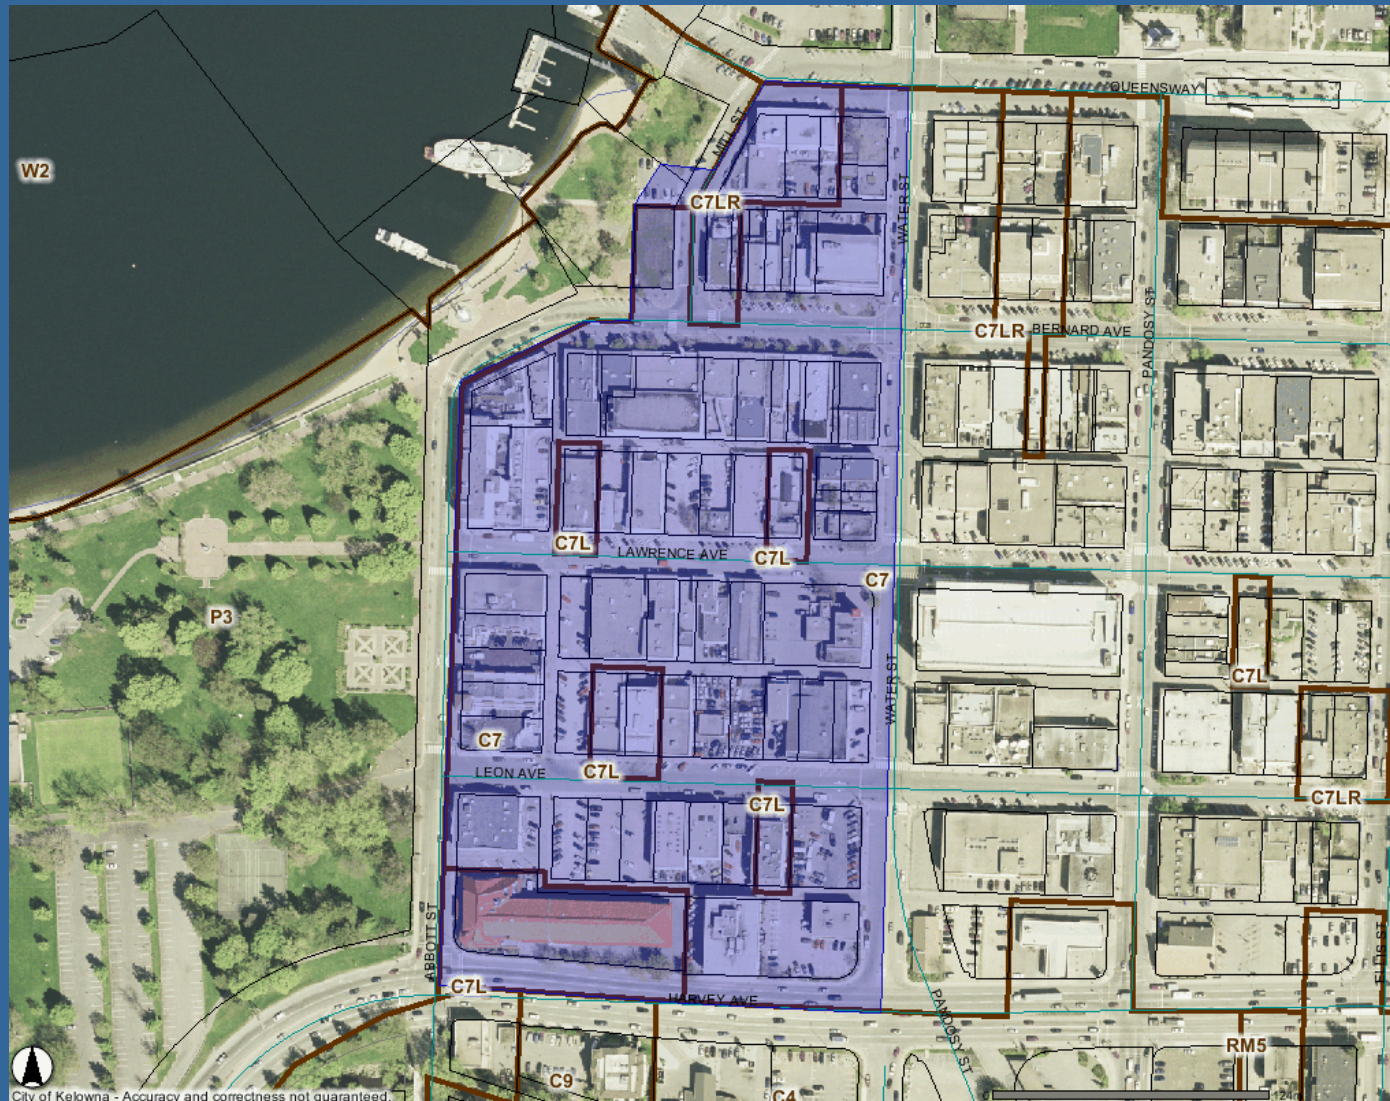 QUEENSWAY
MILL ST
W2
C7LR
WATER ST
PANDOSY ST
C7LR
BERNARD AVE
C7L
LAWRENCE AVE
C7L
C7
P3
C7L
WATER ST
C7
LEON AVE
C7L
C7L
C7LR
ABBOTT ST
C7L
HARVEY AVE
PANDOSY ST
ELLIS ST
RM5
C9
C4
City of Kelowna - Accuracy and correctness not guaranteed.